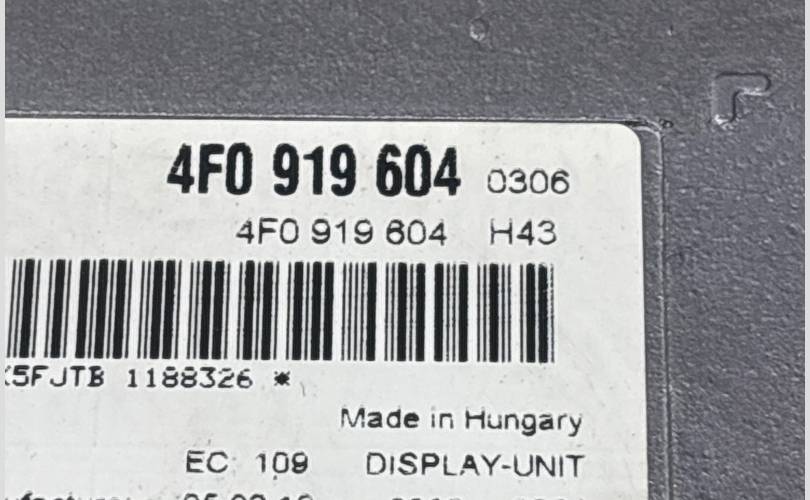 4F0 919 604 0306
4F0 919 604 H43
5FJTB 1188326 *
Made in Hungary
EC: 109 DISPLAY-UNIT